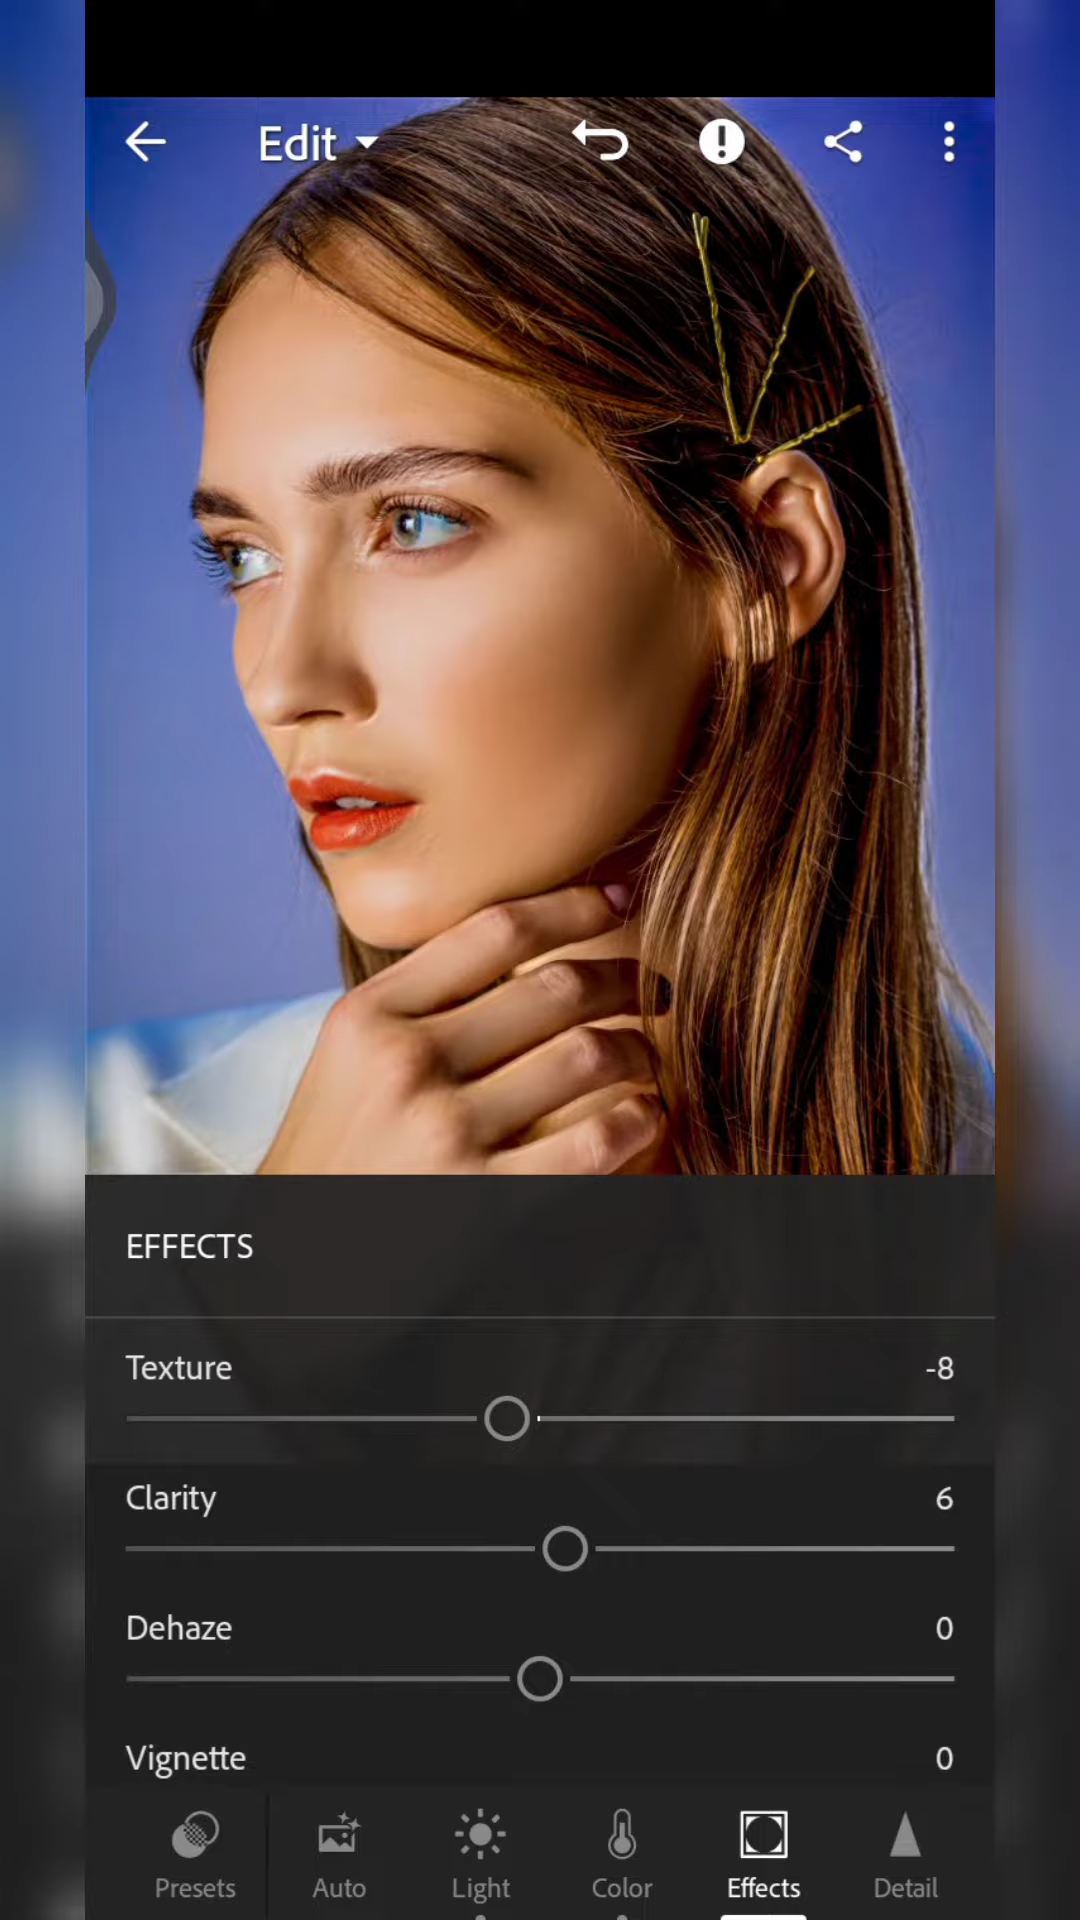 Edit
EFFECTS
Texture -8
Clarity 6
Dehaze 0
Vignette 0
Presets Auto Light Color Effects Detail